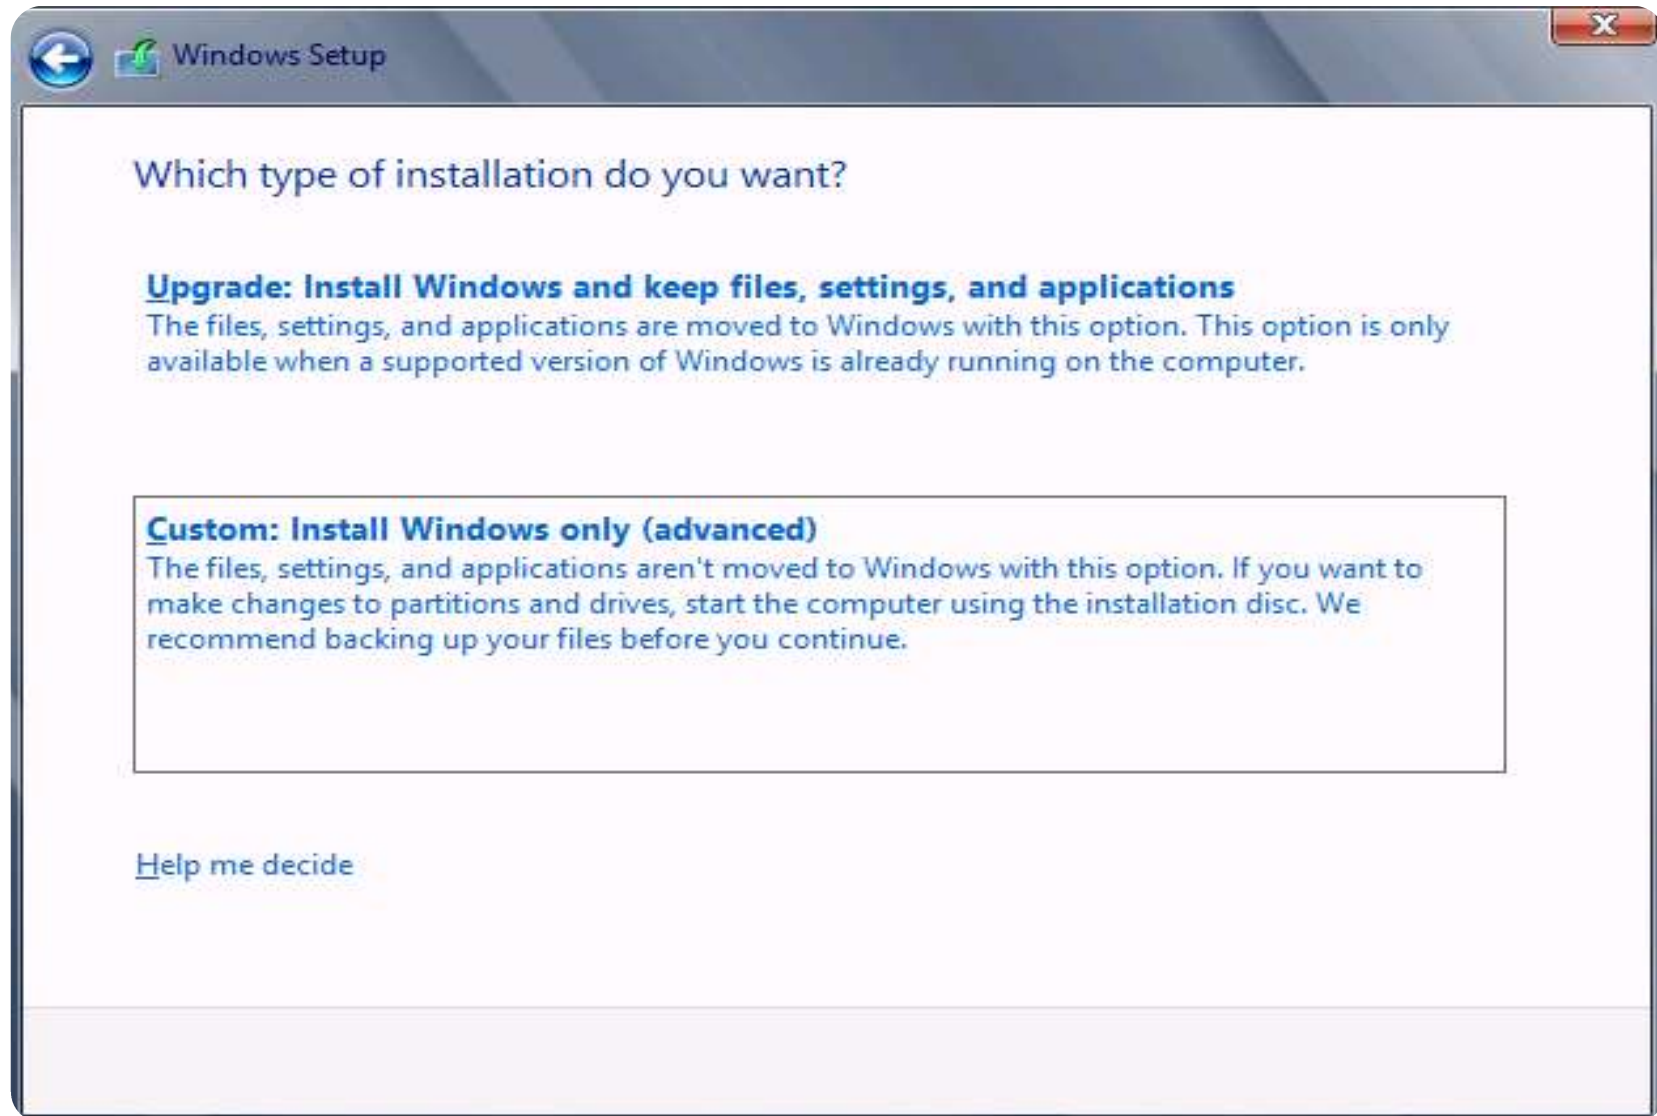 Windows Setup
Which type of installation do you want?
Upgrade: Install Windows and keep files, settings, and applications
The files, settings, and applications are moved to Windows with this option. This option is only
available when a supported version of Windows is already running on the computer.
Custom: Install Windows only (advanced)
The files, settings, and applications aren't moved to Windows with this option. If you want to
make changes to partitions and drives, start the computer using the installation disc. We
recommend backing up your files before you continue.
Help me decide